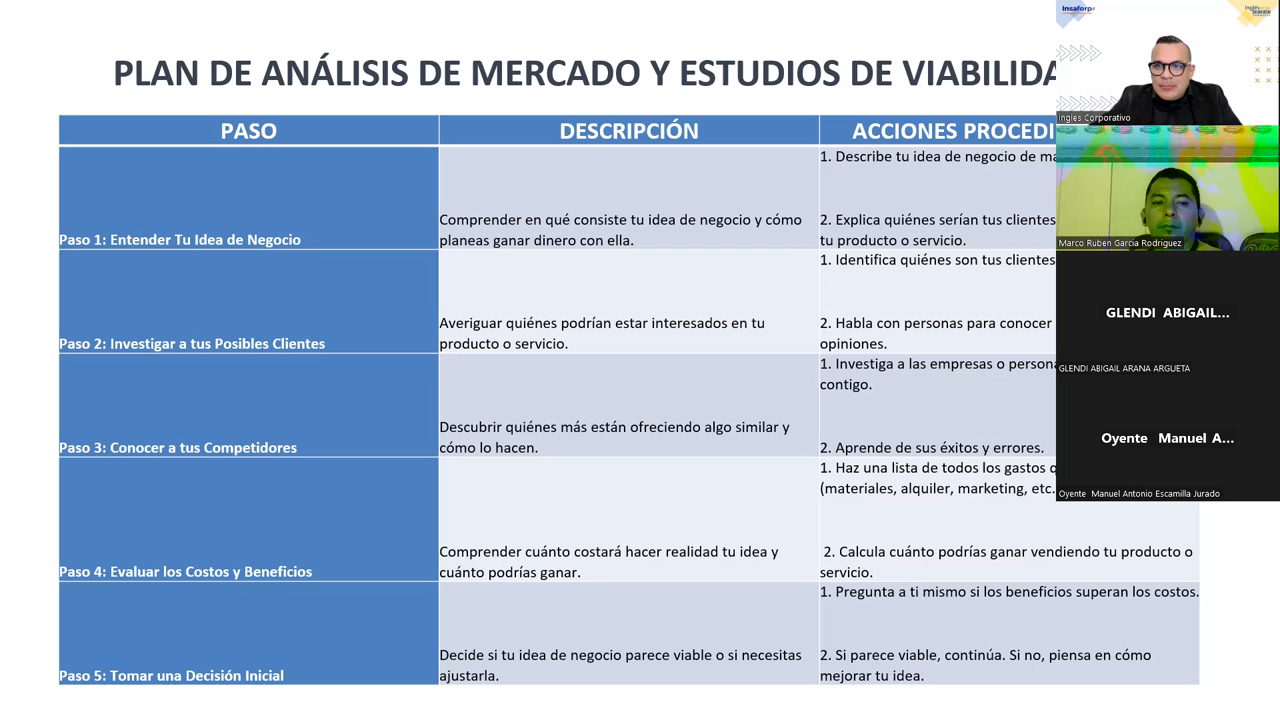 PLAN DE ANÁLISIS DE MERCADO Y ESTUDIOS DE VIABILIDA
PASO
DESCRIPCIÓN
ACCIONES PROCEDI
Paso 1: Entender Tu Idea de Negocio
Comprender en qué consiste tu idea de negocio y cómo
planeas ganar dinero con ella.
1. Describe tu idea de negocio de ma
2. Explica quiénes serían tus clientes
tu producto o servicio.
Paso 2: Investigar a tus Posibles Clientes
Averiguar quiénes podrían estar interesados en tu
producto o servicio.
1. Identifica quiénes son tus clientes
2. Habla con personas para conocer
opiniones.
Paso 3: Conocer a tus Competidores
Descubrir quiénes más están ofreciendo algo similar y
cómo lo hacen.
1. Investiga a las empresas o persona
contigo.
2. Aprende de sus éxitos y errores.
Paso 4: Evaluar los Costos y Beneficios
Comprender cuánto costará hacer realidad tu idea y
cuánto podrías ganar.
1. Haz una lista de todos los gastos q
(materiales, alquiler, marketing, etc.
2. Calcula cuánto podrías ganar vendiendo tu producto o
servicio.
Paso 5: Tomar una Decisión Inicial
Decide si tu idea de negocio parece viable o si necesitas
ajustarla.
1. Pregunta a ti mismo si los beneficios superan los costos.
2. Si parece viable, continúa. Si no, piensa en cómo
mejorar tu idea.
Insaforp
Ingles Corporativo
Marco Ruben Garcia Rodriguez
GLENDI ABIGAIL...
GLENDI ABIGAIL ARANA ARGUETA
Oyente Manuel A...
Oyente Manuel Antonio Escamilla Jurado